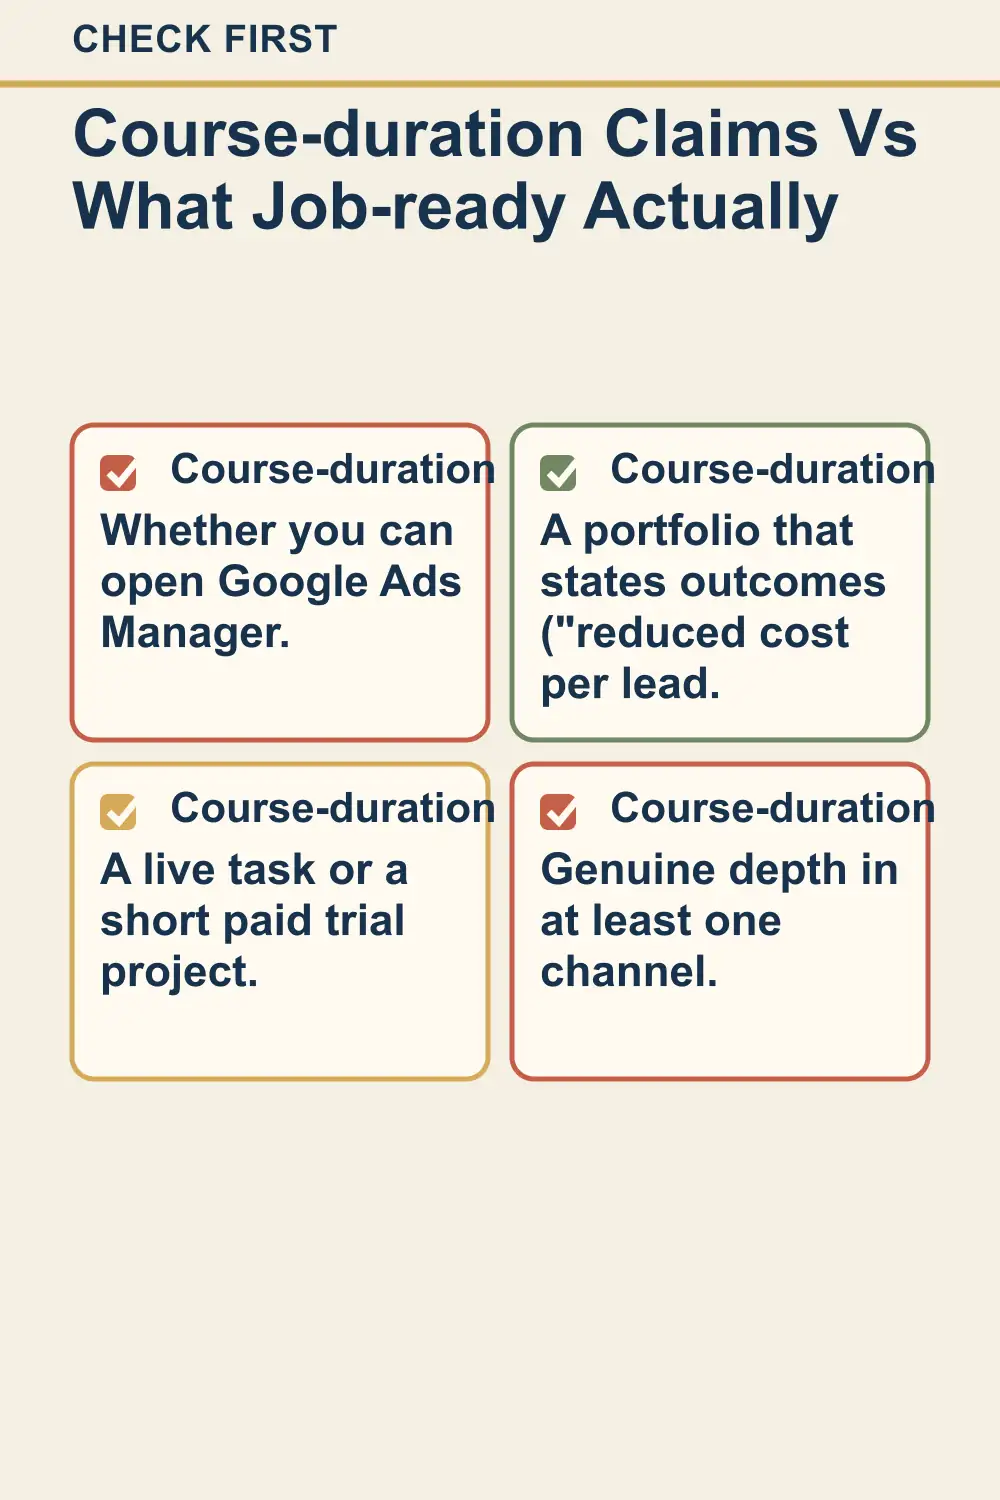 CHECK FIRST
Course-duration Claims Vs
What Job-ready Actually
Course-duration
Whether you can
open Google Ads
Manager.
Course-duration
A portfolio that
states outcomes
("reduced cost
per lead.
Course-duration
A live task or a
short paid trial
project.
Course-duration
Genuine depth in
at least one
channel.